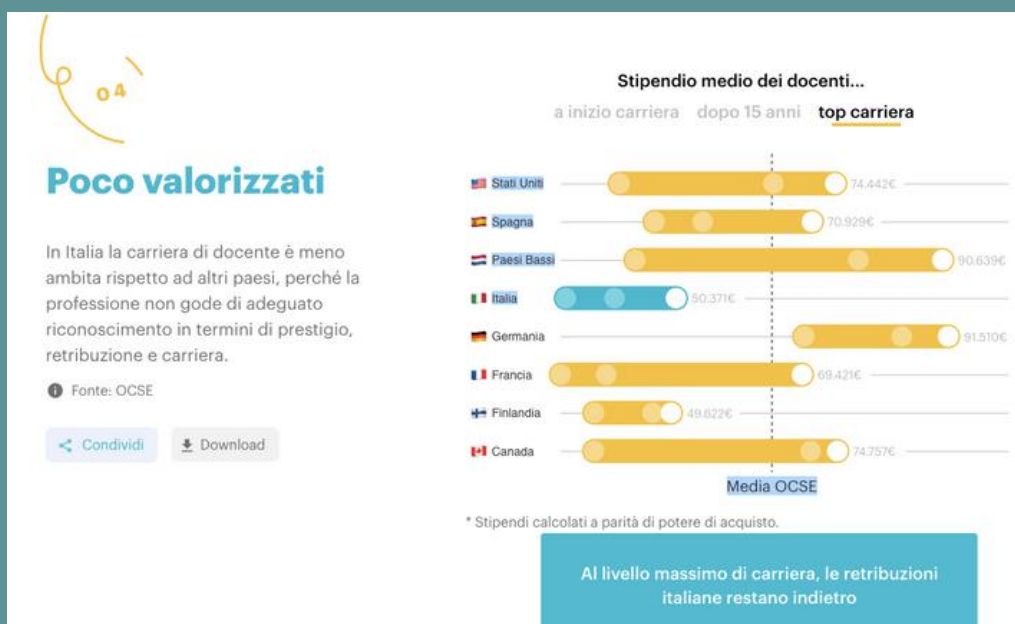 04
Poco valorizzati
In Italia la carriera di docente è meno
ambita rispetto ad altri paesi, perché la
professione non gode di adeguato
riconoscimento in termini di prestigio,
retribuzione e carriera.
Fonte: OCSE
Condividi
Download
Stipendio medio dei docenti...
a inizio carriera dopo 15 anni top carriera
Stati Uniti 74.442€
Spagna 70.929€
Paesi Bassi 90.639€
Italia 50.371€
Germania 91.510€
Francia 69.421€
Finlandia 49.622€
Canada 74.757€
Media OCSE
* Stipendi calcolati a parità di potere di acquisto.
Al livello massimo di carriera, le retribuzioni
italiane restano indietro